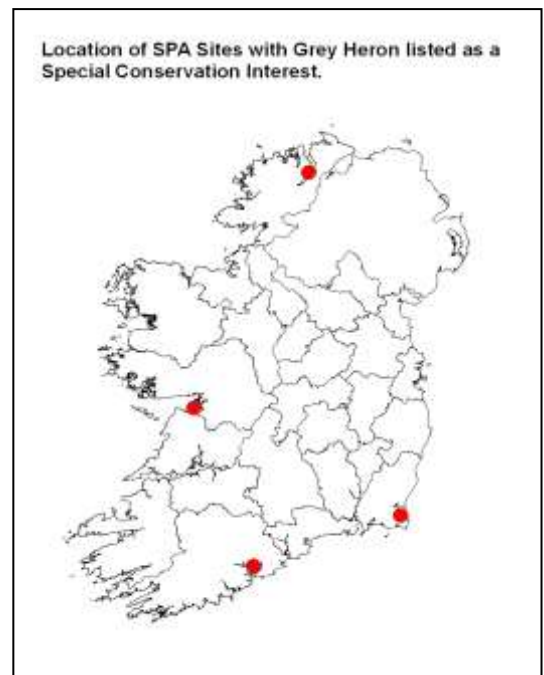 Location of SPA Sites with Grey Heron listed as a
Special Conservation Interest.